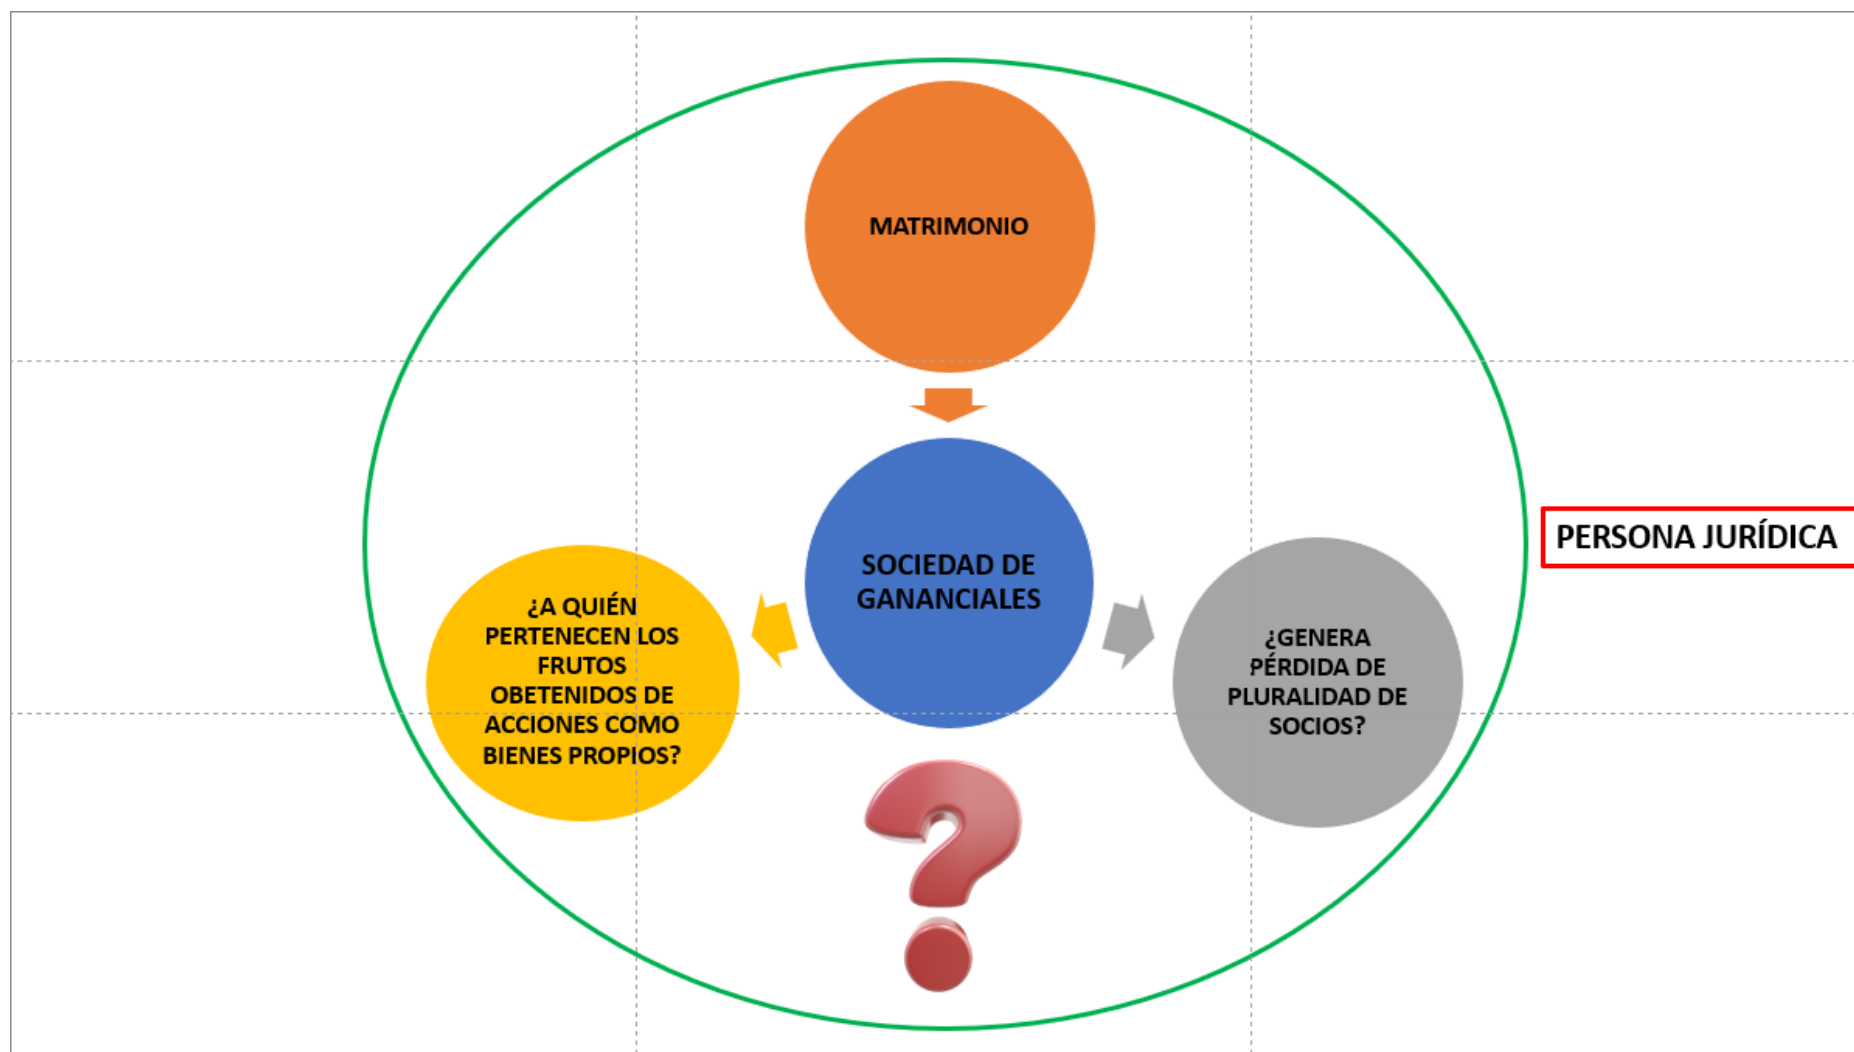 MATRIMONIO
SOCIEDAD DE
GANANCIALES
¿A QUIÉN
PERTENECEN LOS
FRUTOS
OBETENIDOS DE
ACCIONES COMO
BIENES PROPIOS?
¿GENERA
PÉRDIDA DE
PLURALIDAD DE
SOCIOS?
PERSONA JURÍDICA